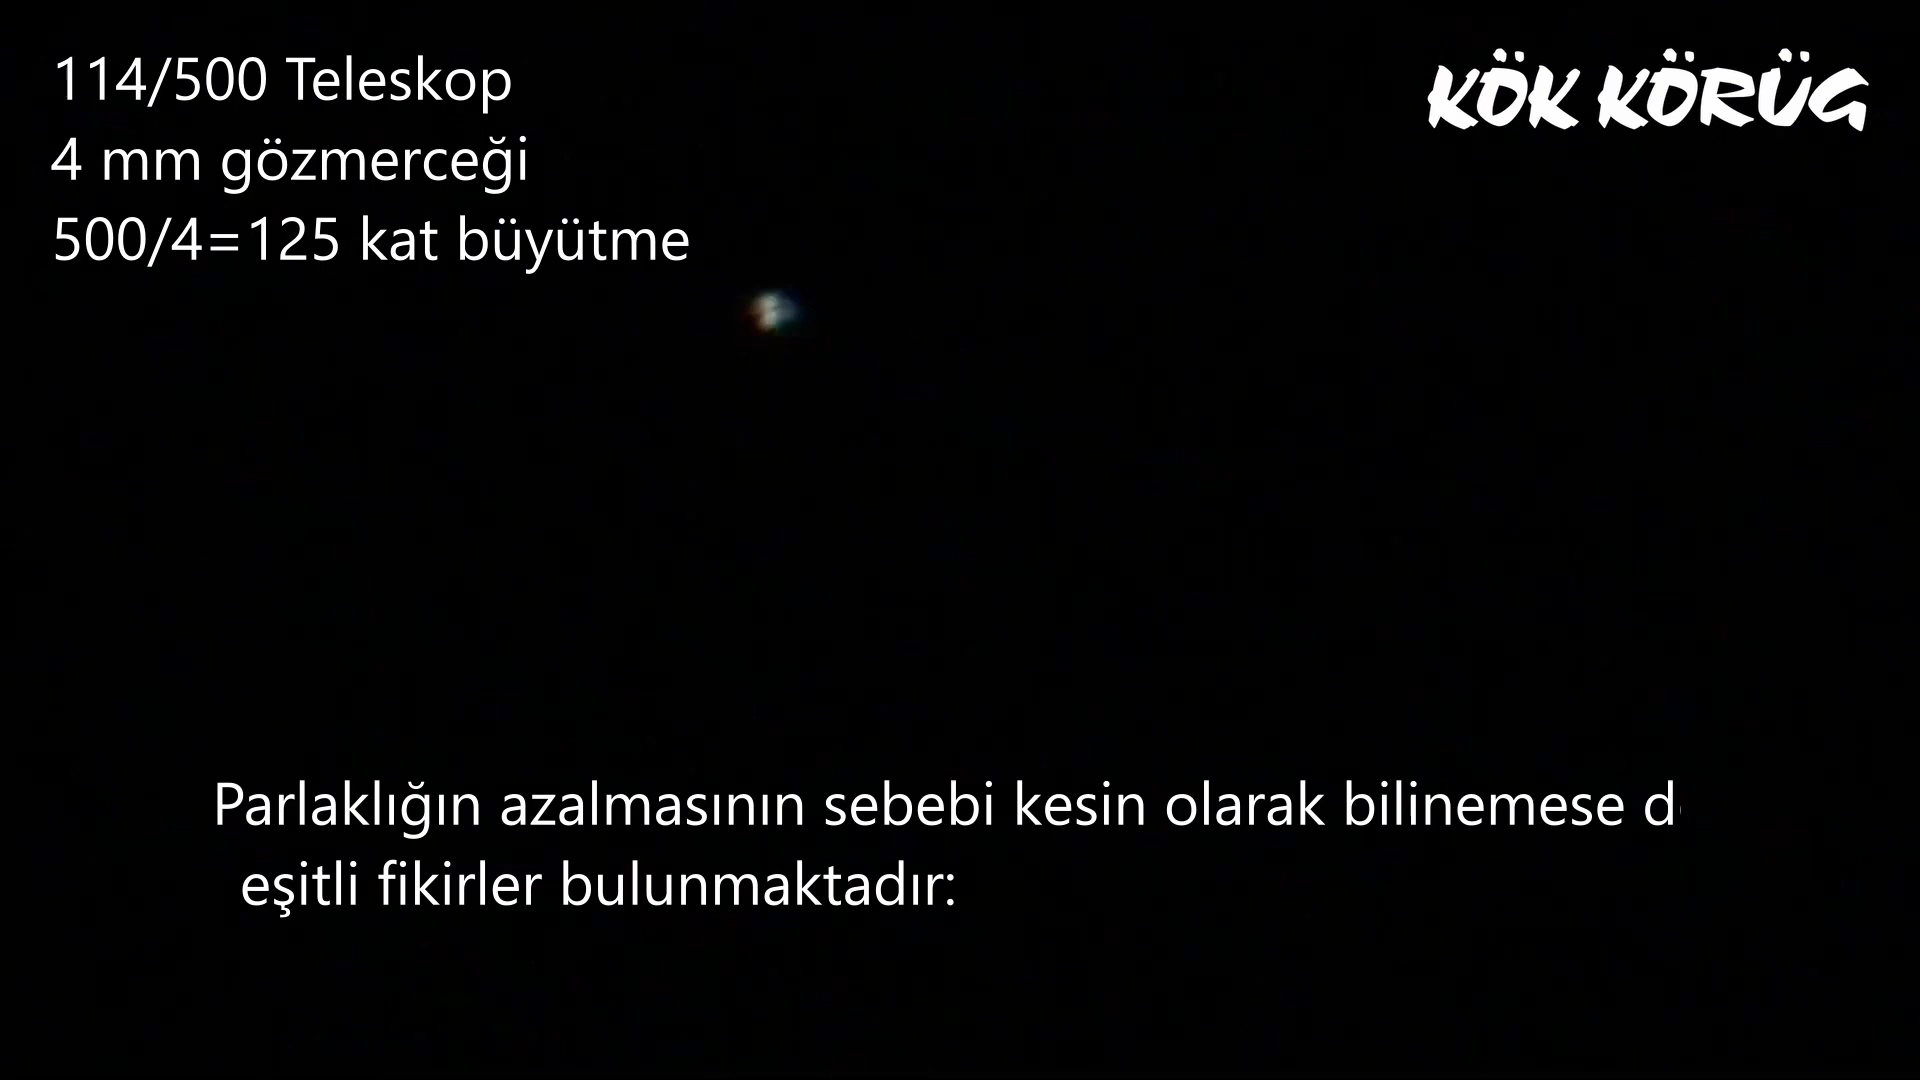 114/500 Teleskop
4 mm gözmerceği
500/4=125 kat büyütme
KÖK KÖRÜG
Parlaklığın azalmasının sebebi kesin olarak bilinemese d
eşitli fikirler bulunmaktadır: